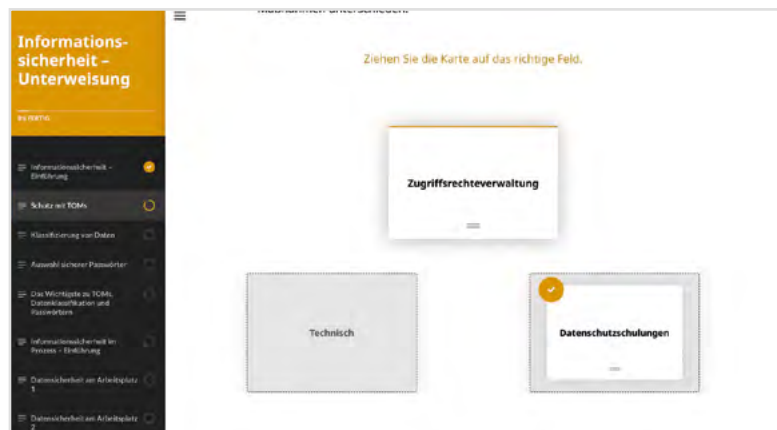 Maßnahmen unterschieden.
Informations-
sicherheit –
Unterweisung
Ziehen Sie die Karte auf das richtige Feld.
Informationssicherheit –
Einführung
Zugriffsrechteverwaltung
Schutz mit TOMs
Klassifizierung von Daten
Auswahl sicherer Passwörter
Das Wichtigste zu TOMs,
Datenklassifikation und
Passwörtern
Technisch
Datenschutzschulungen
Informationssicherheit im
Prozess – Einführung
Datensicherheit am Arbeitsplatz
1
Datensicherheit am Arbeitsplatz
2